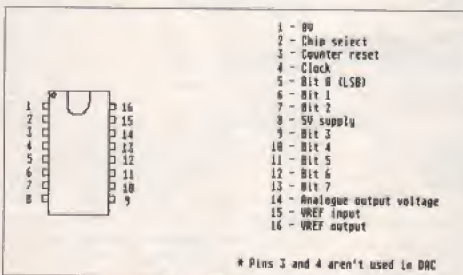 1 - 0V
2 - Chip select
3 - Counter reset
4 - Clock
5 - Bit 0 (LSB)
6 - Bit 1
7 - Bit 2
8 - 5V supply
9 - Bit 3
10 - Bit 4
11 - Bit 5
12 - Bit 6
13 - Bit 7
14 - Analogue output voltage
15 - VREF input
16 - VREF output
1 16
2 15
3 14
4 13
5 12
6 11
7 10
8 9
* Pins 3 and 4 aren't used in DAC